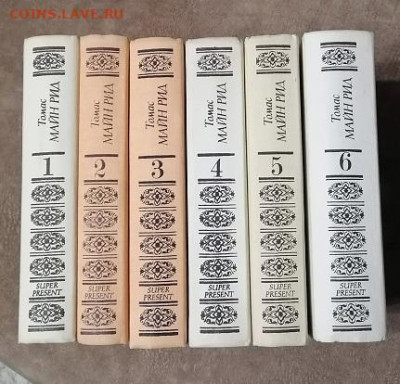 COINS.LAVE.RU
Томас
МАЙН РИД
1
SUPER
PRESENT
Томас
МАЙН РИД
2
SUPER
PRESENT
Томас
МАЙН РИД
3
SUPER
PRESENT
Томас
МАЙН РИД
4
SUPER
PRESENT
Томас
МАЙН РИД
5
SUPER
PRESENT
Томас
МАЙН РИД
6
SUPER
PRESENT